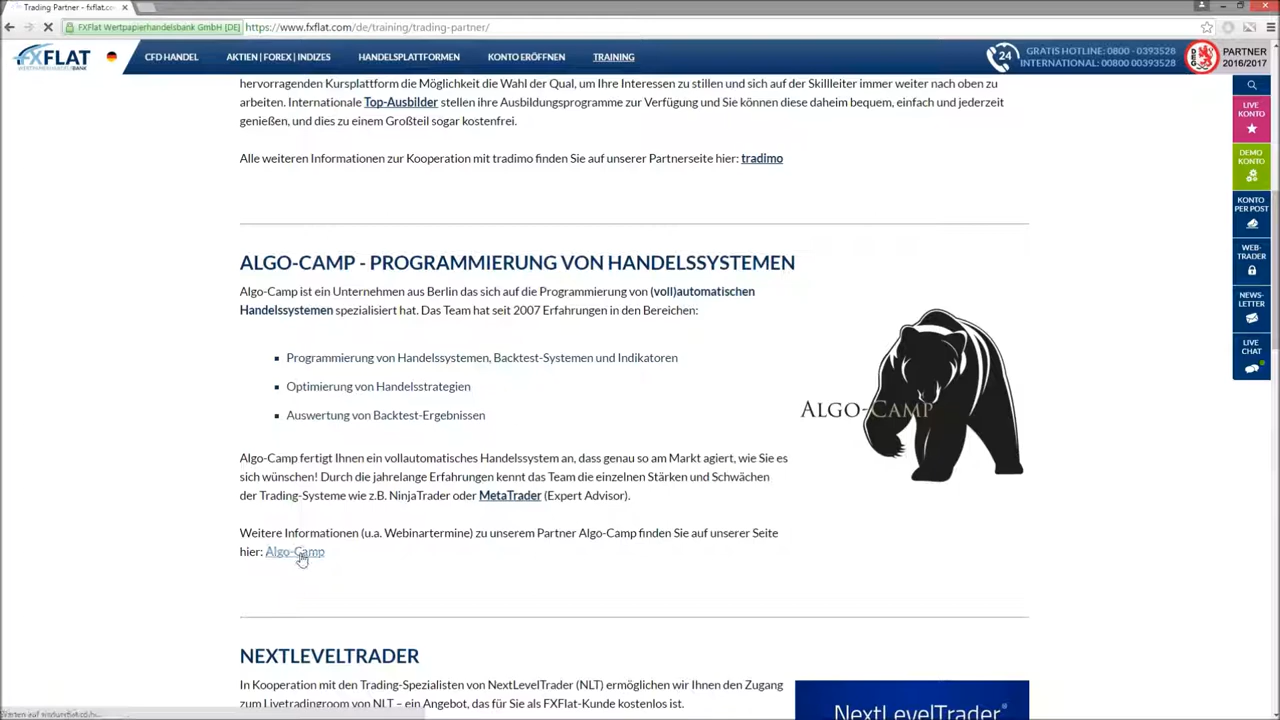 Trading Partner - fxflat.co
FXFlat Wertpapierhandelsbank GmbH [DE]
https://www.fxflat.com/de/training/trading-partner/
FXFLAT
WERTPAPIERHANDELSBANK
CFD HANDEL
AKTIEN | FOREX | INDIZES
HANDELSPLATTFORMEN
KONTO ERÖFFNEN
TRAINING
24
GRATIS HOTLINE: 0800 - 0393528
INTERNATIONAL: 00800 00393528
PARTNER
2016/2017
hervorragenden Kursplattform die Möglichkeit die Wahl der Qual, um Ihre Interessen zu stillen und sich auf der Skillleiter immer weiter nach oben zu
arbeiten. Internationale Top-Ausbilder stellen ihre Ausbildungsprogramme zur Verfügung und Sie können diese daheim bequem, einfach und jederzeit
genießen, und dies zu einem Großteil sogar kostenfrei.
Alle weiteren Informationen zur Kooperation mit tradimo finden Sie auf unserer Partnerseite hier: tradimo
LIVE
KONTO
DEMO
KONTO
KONTO
PER POST
WEB-
TRADER
NEWS-
LETTER
LIVE
CHAT
ALGO-CAMP - PROGRAMMIERUNG VON HANDELSSYSTEMEN
Algo-Camp ist ein Unternehmen aus Berlin das sich auf die Programmierung von (voll)automatischen
Handelssystemen spezialisiert hat. Das Team hat seit 2007 Erfahrungen in den Bereichen:
Programmierung von Handelssystemen, Backtest-Systemen und Indikatoren
Optimierung von Handelsstrategien
Auswertung von Backtest-Ergebnissen
ALGO-CAMP
Algo-Camp fertigt Ihnen ein vollautomatisches Handelssystem an, dass genau so am Markt agiert, wie Sie es
sich wünschen! Durch die jahrelange Erfahrungen kennt das Team die einzelnen Stärken und Schwächen
der Trading-Systeme wie z.B. NinjaTrader oder MetaTrader (Expert Advisor).
Weitere Informationen (u.a. Webinartermine) zu unserem Partner Algo-Camp finden Sie auf unserer Seite
hier: Algo-Camp
NEXTLEVELTRADER
In Kooperation mit den Trading-Spezialisten von NextLevelTrader (NLT) ermöglichen wir Ihnen den Zugang
zum Livetradingroom von NLT – ein Angebot, das für Sie als FXFlat-Kunde kostenlos ist.
NextLevelTrader